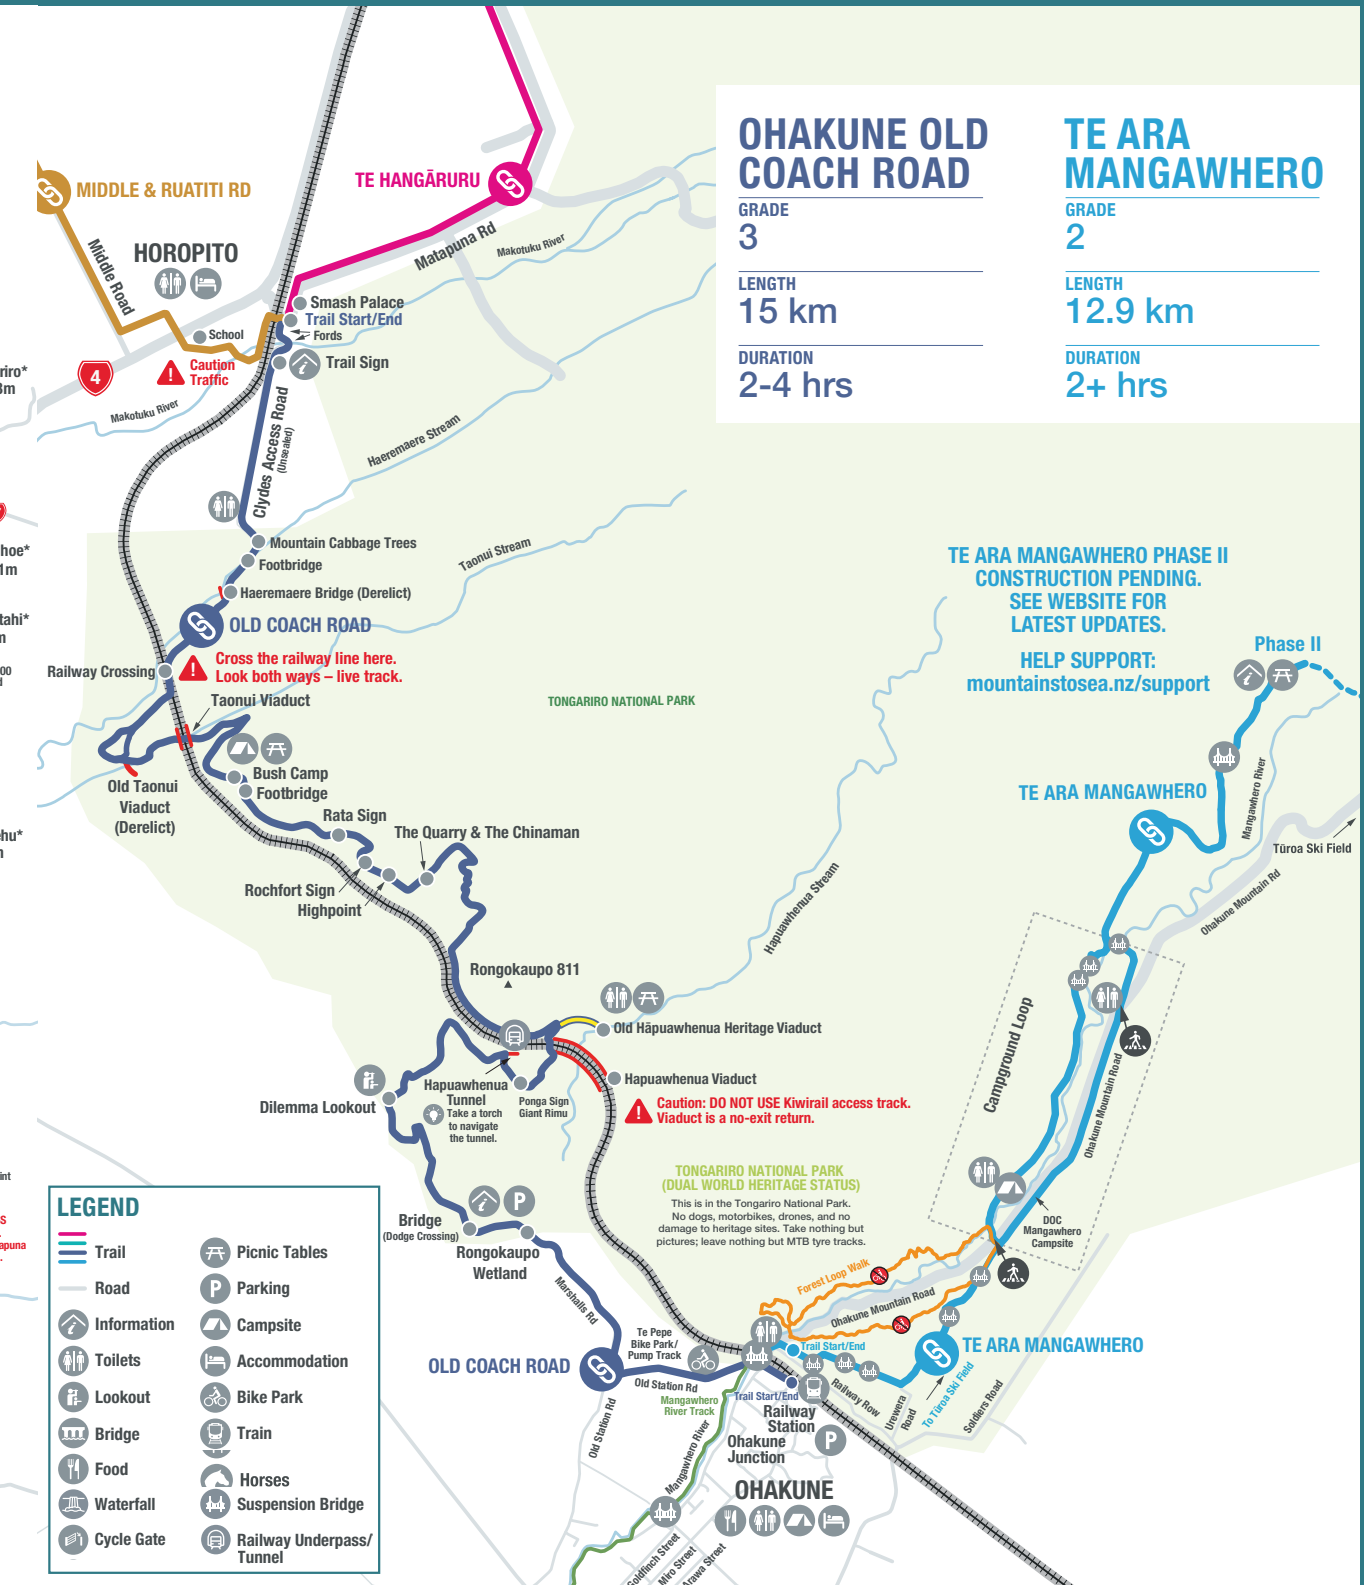 OHAKUNE OLD
COACH ROAD
GRADE
3
LENGTH
15 km
DURATION
2-4 hrs
TE ARA
MANGAWHERO
GRADE
2
LENGTH
12.9 km
DURATION
2+ hrs
MIDDLE & RUATITI RD
TE HANGĀRURU
HOROPITO
Middle Road
Matapuna Rd
Makotuku River
Smash Palace
Trail Start/End
Fords
School
Trail Sign
Caution
Traffic
4
Makotuku River
riro*
3m
Clydes Access Road
(Unsealed)
Haeremaere Stream
Mountain Cabbage Trees
Footbridge
Taonui Stream
hoe*
1m
Haeremaere Bridge (Derelict)
tahi*
m
OLD COACH ROAD
Railway Crossing
Cross the railway line here.
Look both ways – live track.
00
d
Taonui Viaduct
TONGARIRO NATIONAL PARK
TE ARA MANGAWHERO PHASE II
CONSTRUCTION PENDING.
SEE WEBSITE FOR
LATEST UPDATES.
HELP SUPPORT:
mountainstosea.nz/support
Phase II
Old Taonui
Viaduct
(Derelict)
Bush Camp
Footbridge
Rata Sign
The Quarry & The Chinaman
ehu*
m
Rochfort Sign
Highpoint
TE ARA MANGAWHERO
Mangawhero River
Tūroa Ski Field
Ohakune Mountain Rd
Hapuawhenua Stream
Rongokaupo 811
Old Hāpuawhenua Heritage Viaduct
Campground Loop
Ohakune Mountain Road
Hapuawhenua
Tunnel
Take a torch
to navigate
the tunnel.
Ponga Sign
Giant Rimu
Hapuawhenua Viaduct
Caution: DO NOT USE Kiwirail access track.
Viaduct is a no-exit return.
Dilemma Lookout
TONGARIRO NATIONAL PARK
(DUAL WORLD HERITAGE STATUS)
This is in the Tongariro National Park.
No dogs, motorbikes, drones, and no
damage to heritage sites. Take nothing but
pictures; leave nothing but MTB tyre tracks.
DOC
Mangawhero
Campsite
int
S
apuna
.
Bridge
(Dodge Crossing)
P
Rongokaupo
Wetland
Marshalls Rd
Forest Loop Walk
Ohakune Mountain Road
Te Pepe
Bike Park/
Pump Track
Trail Start/End
TE ARA MANGAWHERO
OLD COACH ROAD
Old Station Rd
Mangawhero
River Track
Trail Start/End
Railway Row
Urewera
Road
To Tūroa Ski Field
Soldiers Road
Railway
Station
Ohakune
Junction
P
Old Station Rd
Mangawhero River
OHAKUNE
Goldfinch Street
Miro Street
Arawa Street
LEGEND
Trail
Road
Information
Toilets
Lookout
Bridge
Food
Waterfall
Cycle Gate
Picnic Tables
P
Parking
Campsite
Accommodation
Bike Park
Train
Horses
Suspension Bridge
Railway Underpass/
Tunnel